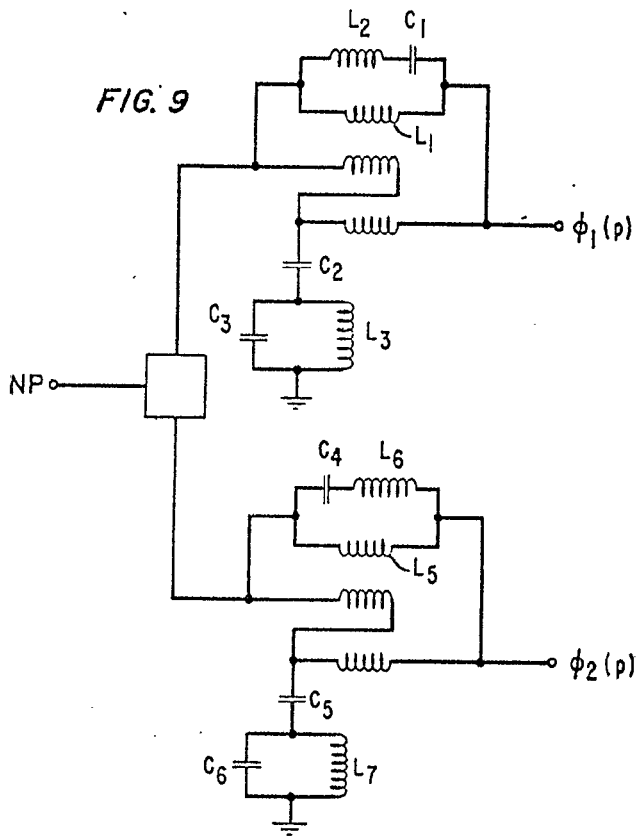 FIG. 9
L2 C1
L1
ϕ1(p)
C2
C3 L3
NP
C4 L6
L5
ϕ2(p)
C5
C6 L7